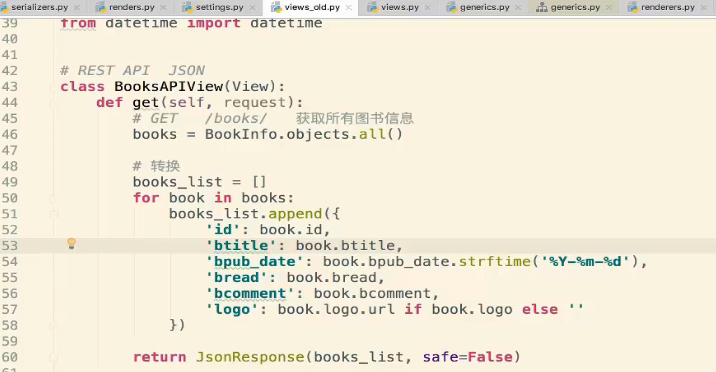 serializers.py renders.py settings.py views_old.py views.py generics.py generics.py renderers.py
39 from datetime import datetime
40
41
42 # REST API  JSON
43 class BooksAPIView(View):
44     def get(self, request):
45         # GET   /books/   获取所有图书信息
46         books = BookInfo.objects.all()
47
48         # 转换
49         books_list = []
50         for book in books:
51             books_list.append({
52                 'id': book.id,
53                 'btitle': book.btitle,
54                 'bpub_date': book.bpub_date.strftime('%Y-%m-%d'),
55                 'bread': book.bread,
56                 'bcomment': book.bcomment,
57                 'logo': book.logo.url if book.logo else ''
58             })
59
60         return JsonResponse(books_list, safe=False)